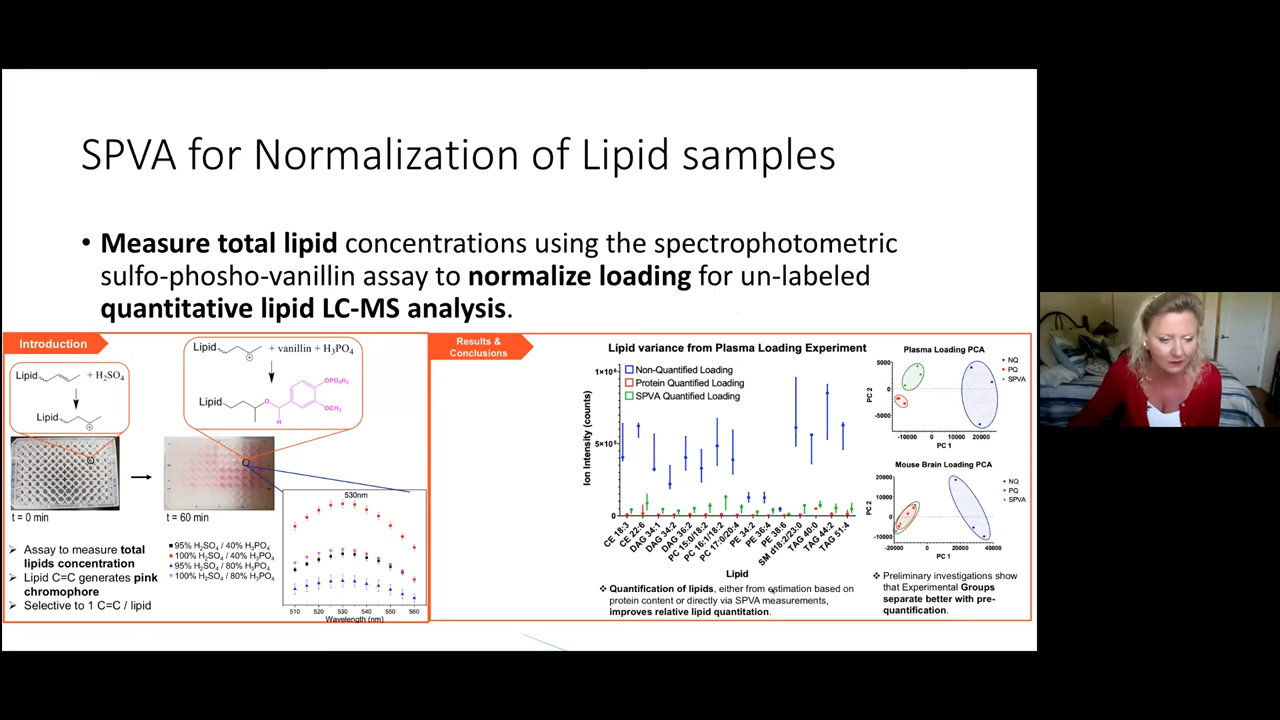 SPVA for Normalization of Lipid samples
• Measure total lipid concentrations using the spectrophotometric
sulfo-phosho-vanillin assay to normalize loading for un-labeled
quantitative lipid LC-MS analysis.
Introduction
Lipid + H₂SO₄
Lipid
Lipid + vanillin + H₃PO₄
Lipid
OPO₃H₂
O
OCH₃
H
t = 0 min
t = 60 min
➢ Assay to measure total
lipids concentration
➢ Lipid C=C generates pink
chromophore
➢ Selective to 1 C=C / lipid
95% H₂SO₄ / 40% H₃PO₄
100% H₂SO₄ / 40% H₃PO₄
95% H₂SO₄ / 80% H₃PO₄
100% H₂SO₄ / 80% H₃PO₄
530nm
510 520 530 540 550 560
Wavelength (nm)
Results &
Conclusions
Lipid variance from Plasma Loading Experiment
Non-Quantified Loading
Protein Quantified Loading
SPVA Quantified Loading
Ion Intensity (counts)
1×10⁶
5×10⁵
0
CE 18:3
CE 22:6
DAG 34:1
DAG 34:2
DAG 36:2
PC 15:0/18:2
PC 16:1/18:2
PC 17:0/20:4
PE 34:2
PE 36:4
PE 38:6
SM d18:2/23:0
TAG 40:0
TAG 44:2
TAG 51:4
Lipid
❖ Quantification of lipids, either from estimation based on
protein content or directly via SPVA measurements,
improves relative lipid quantitation.
Plasma Loading PCA
PC 2
5000
0
-5000
-10000 0 10000 20000
PC 1
NQ
PQ
SPVA
Mouse Brain Loading PCA
PC 2
20000
10000
0
-10000
-20000 0 20000 40000
PC 1
NQ
PQ
SPVA
❖ Preliminary investigations show
that Experimental Groups
separate better with pre-
quantification.